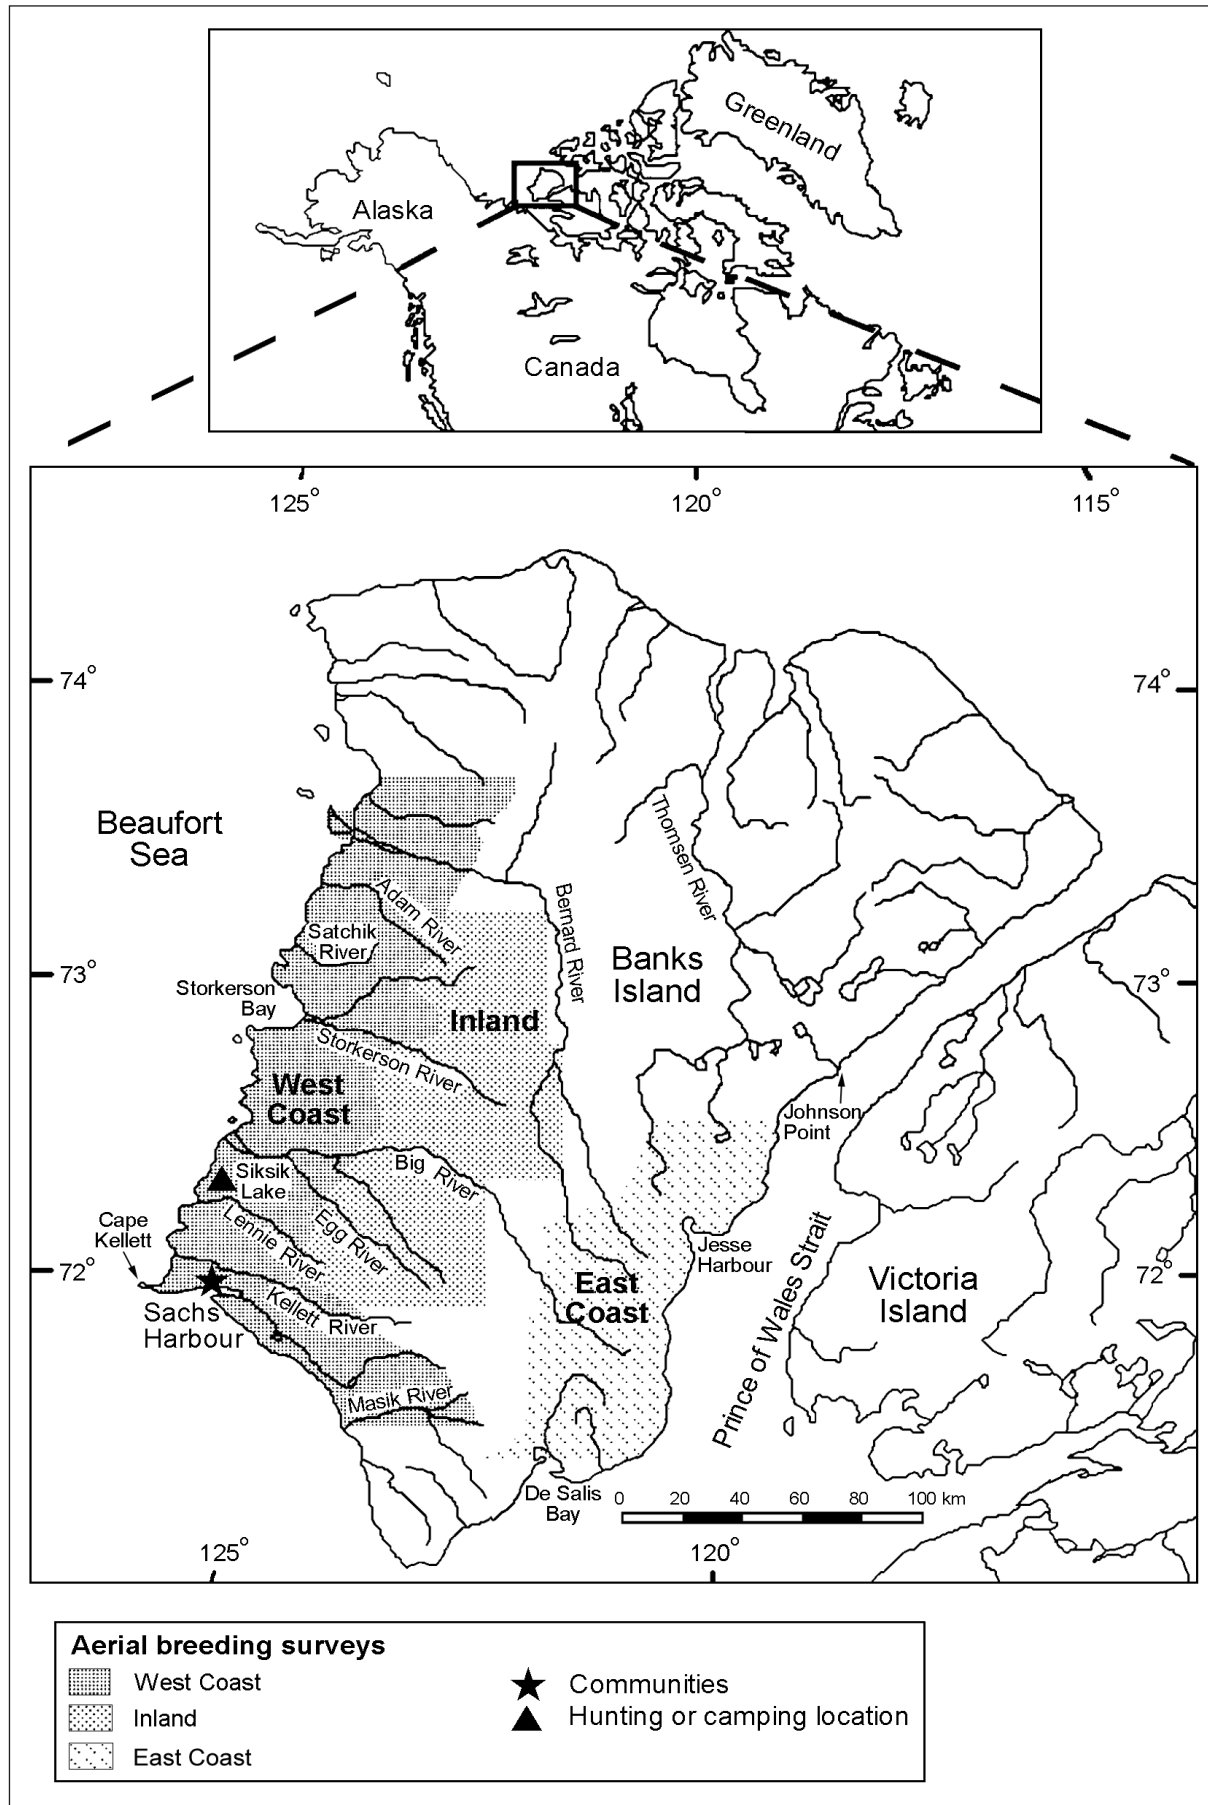 Greenland
Alaska
Canada
125°
120°
115°
74°
74°
Beaufort
Sea
Thomsen River
Adam River
Bernard River
Satchik
River
Banks
Island
73°
73°
Storkerson
Bay
Inland
Storkerson River
West
Coast
Johnson
Point
Big River
Siksik
Lake
Cape
Kellett
Lennie River
Egg River
Jesse
Harbour
Prince of Wales Strait
72°
72°
Victoria
Island
East
Coast
Sachs
Harbour
Kellett River
Masik River
De Salis
Bay
0 20 40 60 80 100 km
125°
120°
Aerial breeding surveys
West Coast
Inland
East Coast
Communities
Hunting or camping location